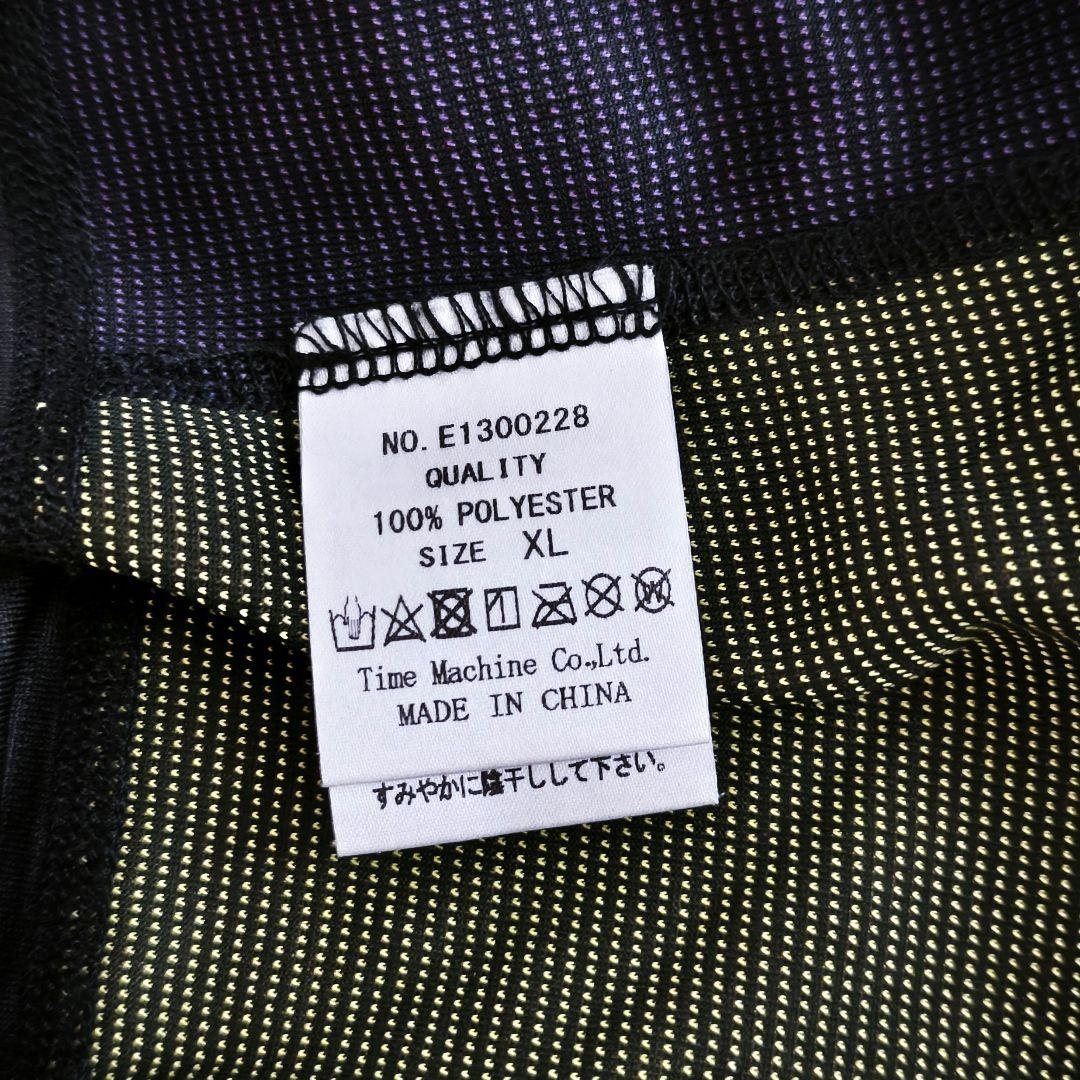 NO. E1300228
QUALITY
100% POLYESTER
SIZE XL
W
Time Machine Co.,Ltd.
MADE IN CHINA
すみやかに陰干しして下さい。